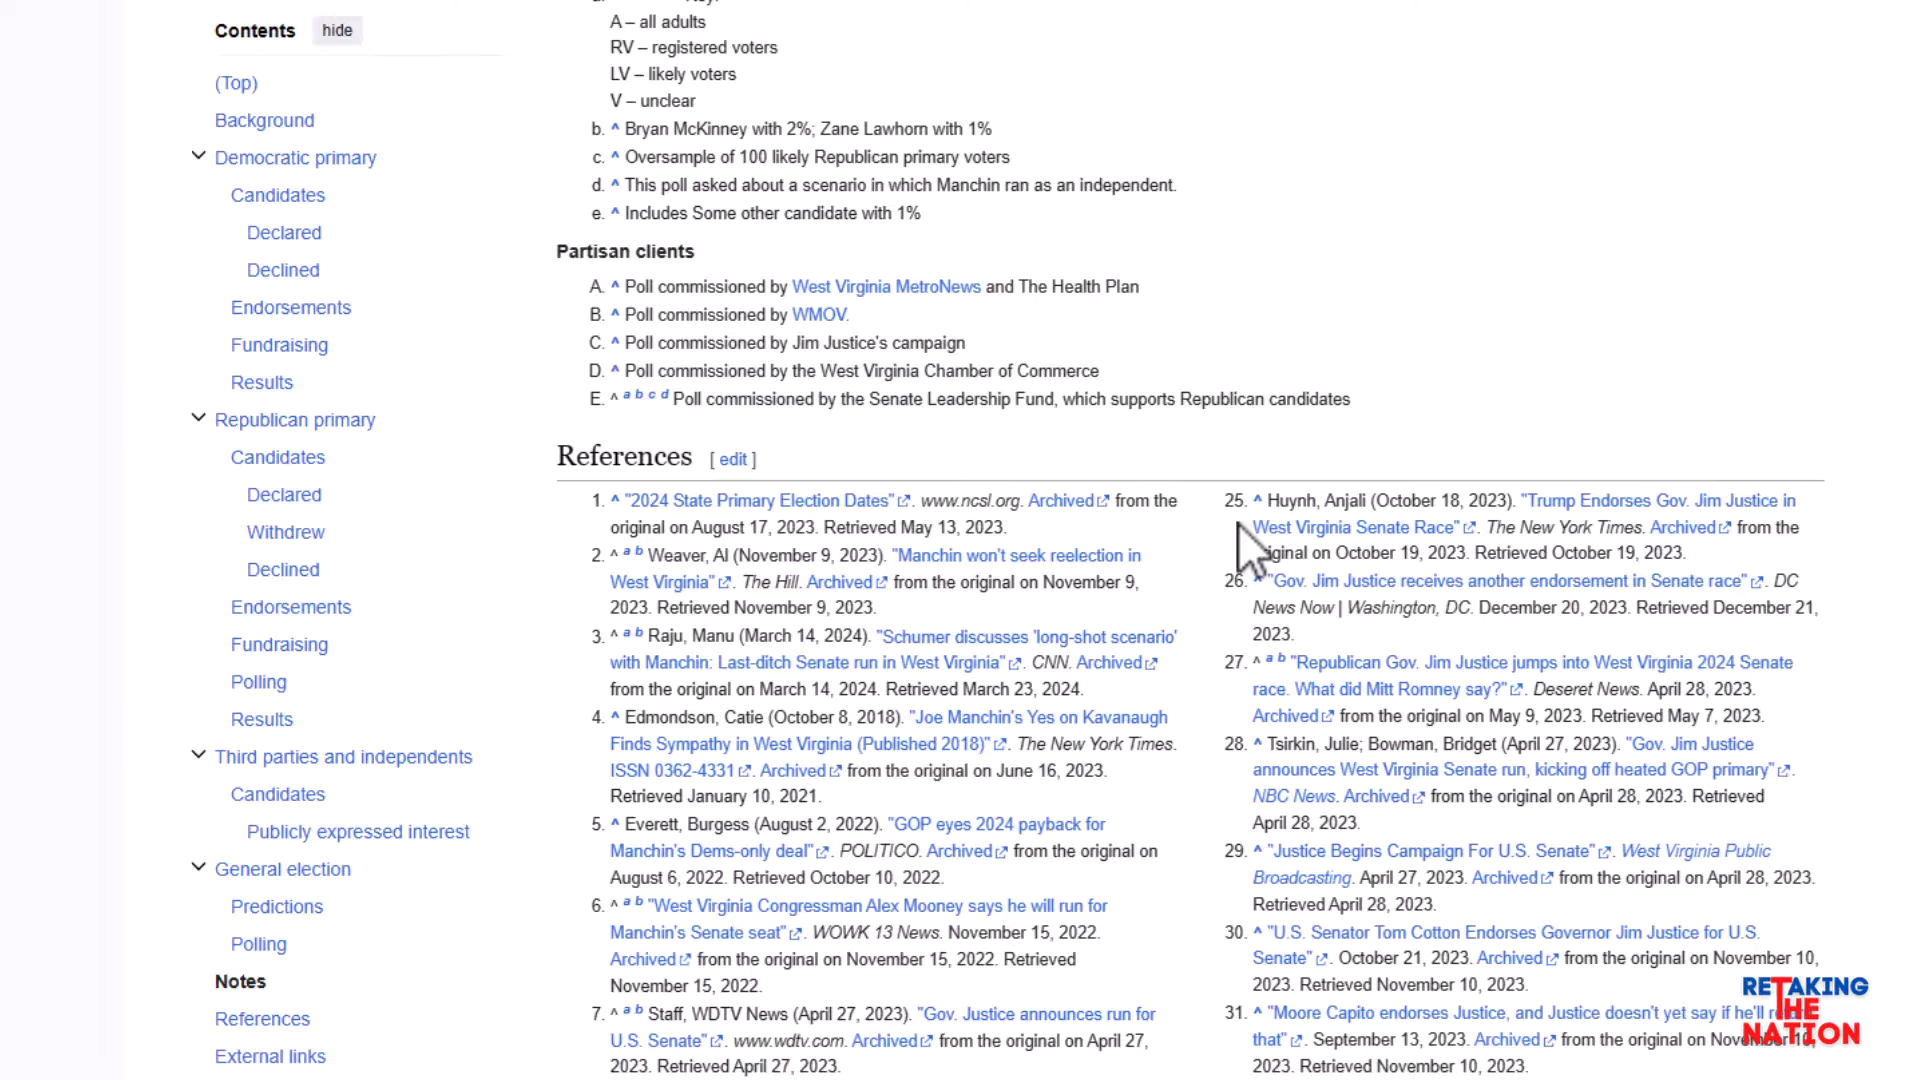 Contents hide
(Top)
Background
Democratic primary
Candidates
Declared
Declined
Endorsements
Fundraising
Results
Republican primary
Candidates
Declared
Withdrew
Declined
Endorsements
Fundraising
Polling
Results
Third parties and independents
Candidates
Publicly expressed interest
General election
Predictions
Polling
Notes
References
External links
A – all adults
RV – registered voters
LV – likely voters
V – unclear
b. ^ Bryan McKinney with 2%; Zane Lawhorn with 1%
c. ^ Oversample of 100 likely Republican primary voters
d. ^ This poll asked about a scenario in which Manchin ran as an independent.
e. ^ Includes Some other candidate with 1%
Partisan clients
A. ^ Poll commissioned by West Virginia MetroNews and The Health Plan
B. ^ Poll commissioned by WMOV.
C. ^ Poll commissioned by Jim Justice's campaign
D. ^ Poll commissioned by the West Virginia Chamber of Commerce
E. ^ a b c d Poll commissioned by the Senate Leadership Fund, which supports Republican candidates
References [ edit ]
1. ^ "2024 State Primary Election Dates". www.ncsl.org. Archived from the
original on August 17, 2023. Retrieved May 13, 2023.
2. ^ a b Weaver, Al (November 9, 2023). "Manchin won't seek reelection in
West Virginia". The Hill. Archived from the original on November 9,
2023. Retrieved November 9, 2023.
3. ^ a b Raju, Manu (March 14, 2024). "Schumer discusses 'long-shot scenario'
with Manchin: Last-ditch Senate run in West Virginia". CNN. Archived
from the original on March 14, 2024. Retrieved March 23, 2024.
4. ^ Edmondson, Catie (October 8, 2018). "Joe Manchin's Yes on Kavanaugh
Finds Sympathy in West Virginia (Published 2018)". The New York Times.
ISSN 0362-4331. Archived from the original on June 16, 2023.
Retrieved January 10, 2021.
5. ^ Everett, Burgess (August 2, 2022). "GOP eyes 2024 payback for
Manchin's Dems-only deal". POLITICO. Archived from the original on
August 6, 2022. Retrieved October 10, 2022.
6. ^ a b "West Virginia Congressman Alex Mooney says he will run for
Manchin's Senate seat". WOWK 13 News. November 15, 2022.
Archived from the original on November 15, 2022. Retrieved
November 15, 2022.
7. ^ a b Staff, WDTV News (April 27, 2023). "Gov. Justice announces run for
U.S. Senate". www.wdtv.com. Archived from the original on April 27,
2023. Retrieved April 27, 2023.
25. ^ Huynh, Anjali (October 18, 2023). "Trump Endorses Gov. Jim Justice in
West Virginia Senate Race". The New York Times. Archived from the
original on October 19, 2023. Retrieved October 19, 2023.
26. ^ "Gov. Jim Justice receives another endorsement in Senate race". DC
News Now | Washington, DC. December 20, 2023. Retrieved December 21,
2023.
27. ^ a b "Republican Gov. Jim Justice jumps into West Virginia 2024 Senate
race. What did Mitt Romney say?". Deseret News. April 28, 2023.
Archived from the original on May 9, 2023. Retrieved May 7, 2023.
28. ^ Tsirkin, Julie; Bowman, Bridget (April 27, 2023). "Gov. Jim Justice
announces West Virginia Senate run, kicking off heated GOP primary".
NBC News. Archived from the original on April 28, 2023. Retrieved
April 28, 2023.
29. ^ "Justice Begins Campaign For U.S. Senate". West Virginia Public
Broadcasting. April 27, 2023. Archived from the original on April 28, 2023.
Retrieved April 28, 2023.
30. ^ "U.S. Senator Tom Cotton Endorses Governor Jim Justice for U.S.
Senate". October 21, 2023. Archived from the original on November 10,
2023. Retrieved November 10, 2023.
31. ^ "Moore Capito endorses Justice, and Justice doesn't yet say if he'll
that". September 13, 2023. Archived from the original on November 10,
2023. Retrieved November 10, 2023.
RETAKING
THE
NATION